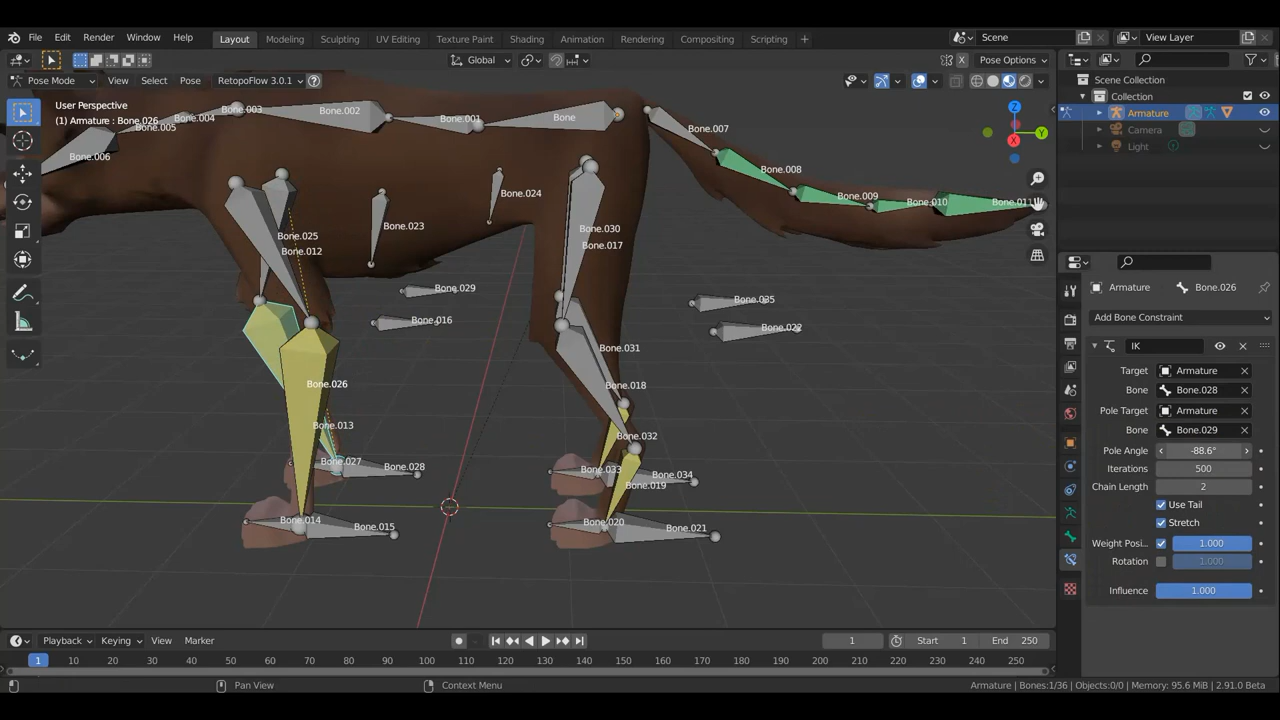 File Edit Render Window Help Layout Modeling Sculpting UV Editing Texture Paint Shading Animation Rendering Compositing Scripting + Scene View Layer
Global X Pose Options
Pose Mode View Select Pose RetopoFlow 3.0.1
User Perspective
(1) Armature : Bone.026
Bone.006
Bone.005
Bone.004
Bone.003
Bone.002
Bone.001
Bone
Bone.007
Bone.008
Bone.009
Bone.010
Bone.011
Bone.024
Bone.023
Bone.025
Bone.012
Bone.030
Bone.017
Bone.029
Bone.016
Bone.035
Bone.022
Bone.031
Bone.018
Bone.026
Bone.013
Bone.032
Bone.027
Bone.028
Bone.033
Bone.034
Bone.019
Bone.014
Bone.015
Bone.020
Bone.021
Z
Y
X
Scene Collection
Collection
Armature
Camera
Light
Armature Bone.026
Add Bone Constraint
IK
Target Armature
Bone Bone.028
Pole Target Armature
Bone Bone.029
Pole Angle -88.6°
Iterations 500
Chain Length 2
Use Tail
Stretch
Weight Posi... 1.000
Rotation 1.000
Influence 1.000
Playback Keying View Marker 1 Start 1 End 250
1 10 20 30 40 50 60 70 80 90 100 110 120 130 140 150 160 170 180 190 200 210 220 230 240 250
Pan View Context Menu Armature | Bones:1/36 | Objects:0/0 | Memory: 95.6 MiB | 2.91.0 Beta